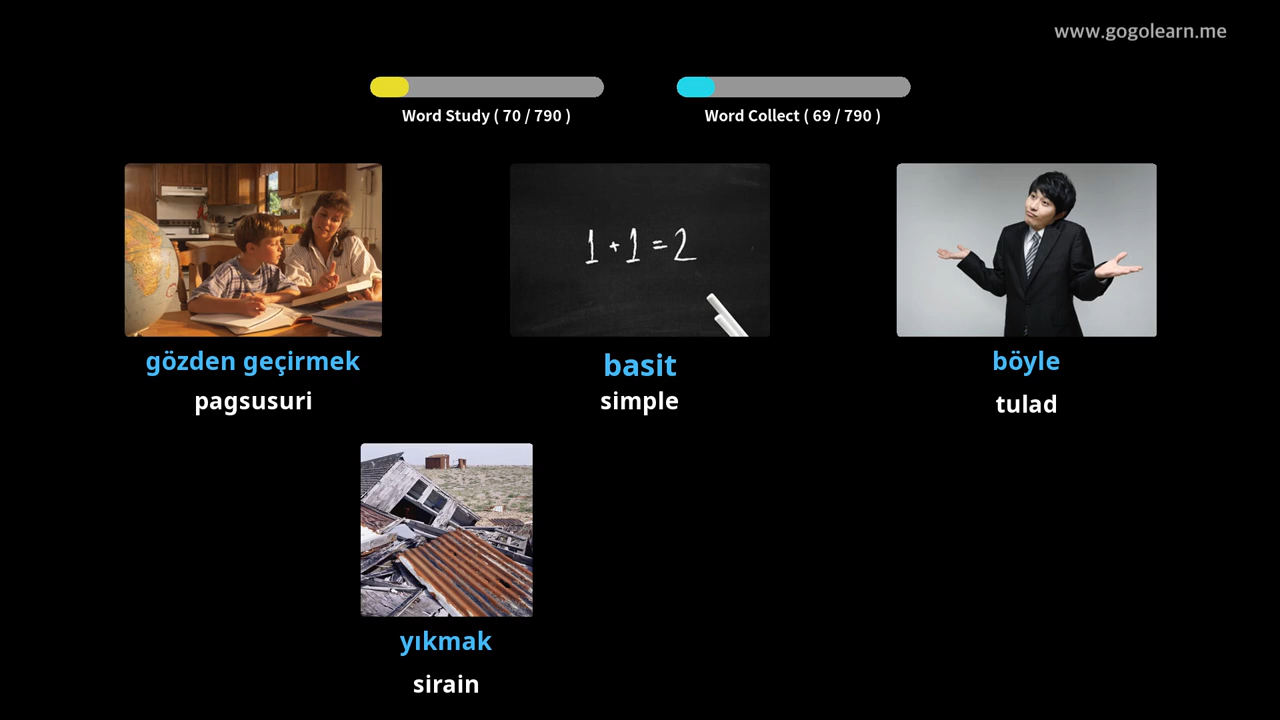 www.gogolearn.me
Word Study ( 70 / 790 )
Word Collect ( 69 / 790 )
1 + 1 = 2
gözden geçirmek
pagsusuri
basit
simple
böyle
tulad
yıkmak
sirain